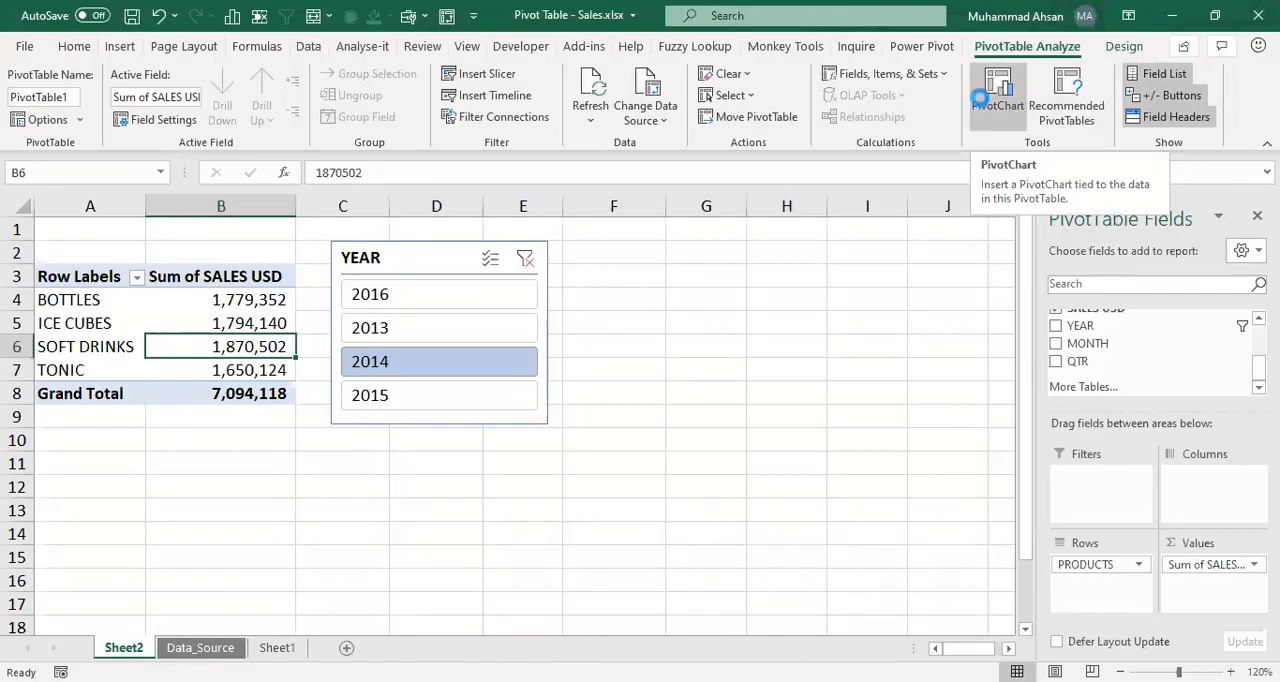 AutoSave Off Pivot Table - Sales.xlsx Search Muhammad Ahsan MA
File Home Insert Page Layout Formulas Data Analyse-it Review View Developer Add-ins Help Fuzzy Lookup Monkey Tools Inquire Power Pivot PivotTable Analyze Design
PivotTable Name: Active Field: Group Selection Insert Slicer Clear Fields, Items, & Sets Field List
PivotTable1 Sum of SALES USI Drill Down Drill Up Ungroup Insert Timeline Refresh Change Data Source Select OLAP Tools PivotChart Recommended PivotTables +/- Buttons
Options Field Settings Group Field Filter Connections Move PivotTable Relationships Field Headers
PivotTable Active Field Group Filter Data Actions Calculations Tools Show
B6 fx 1870502
PivotChart
Insert a PivotChart tied to the data
in this PivotTable.
A B C D E F G H I J
1
2
3 Row Labels Sum of SALES USD
4 BOTTLES 1,779,352
5 ICE CUBES 1,794,140
6 SOFT DRINKS 1,870,502
7 TONIC 1,650,124
8 Grand Total 7,094,118
9
10
11
12
13
14
15
16
17
18
YEAR
2016
2013
2014
2015
PivotTable Fields
Choose fields to add to report:
Search
SALES USD
YEAR
MONTH
QTR
More Tables...
Drag fields between areas below:
Filters Columns
Rows Σ Values
PRODUCTS Sum of SALES...
Defer Layout Update Update
Sheet2 Data_Source Sheet1
Ready 120%